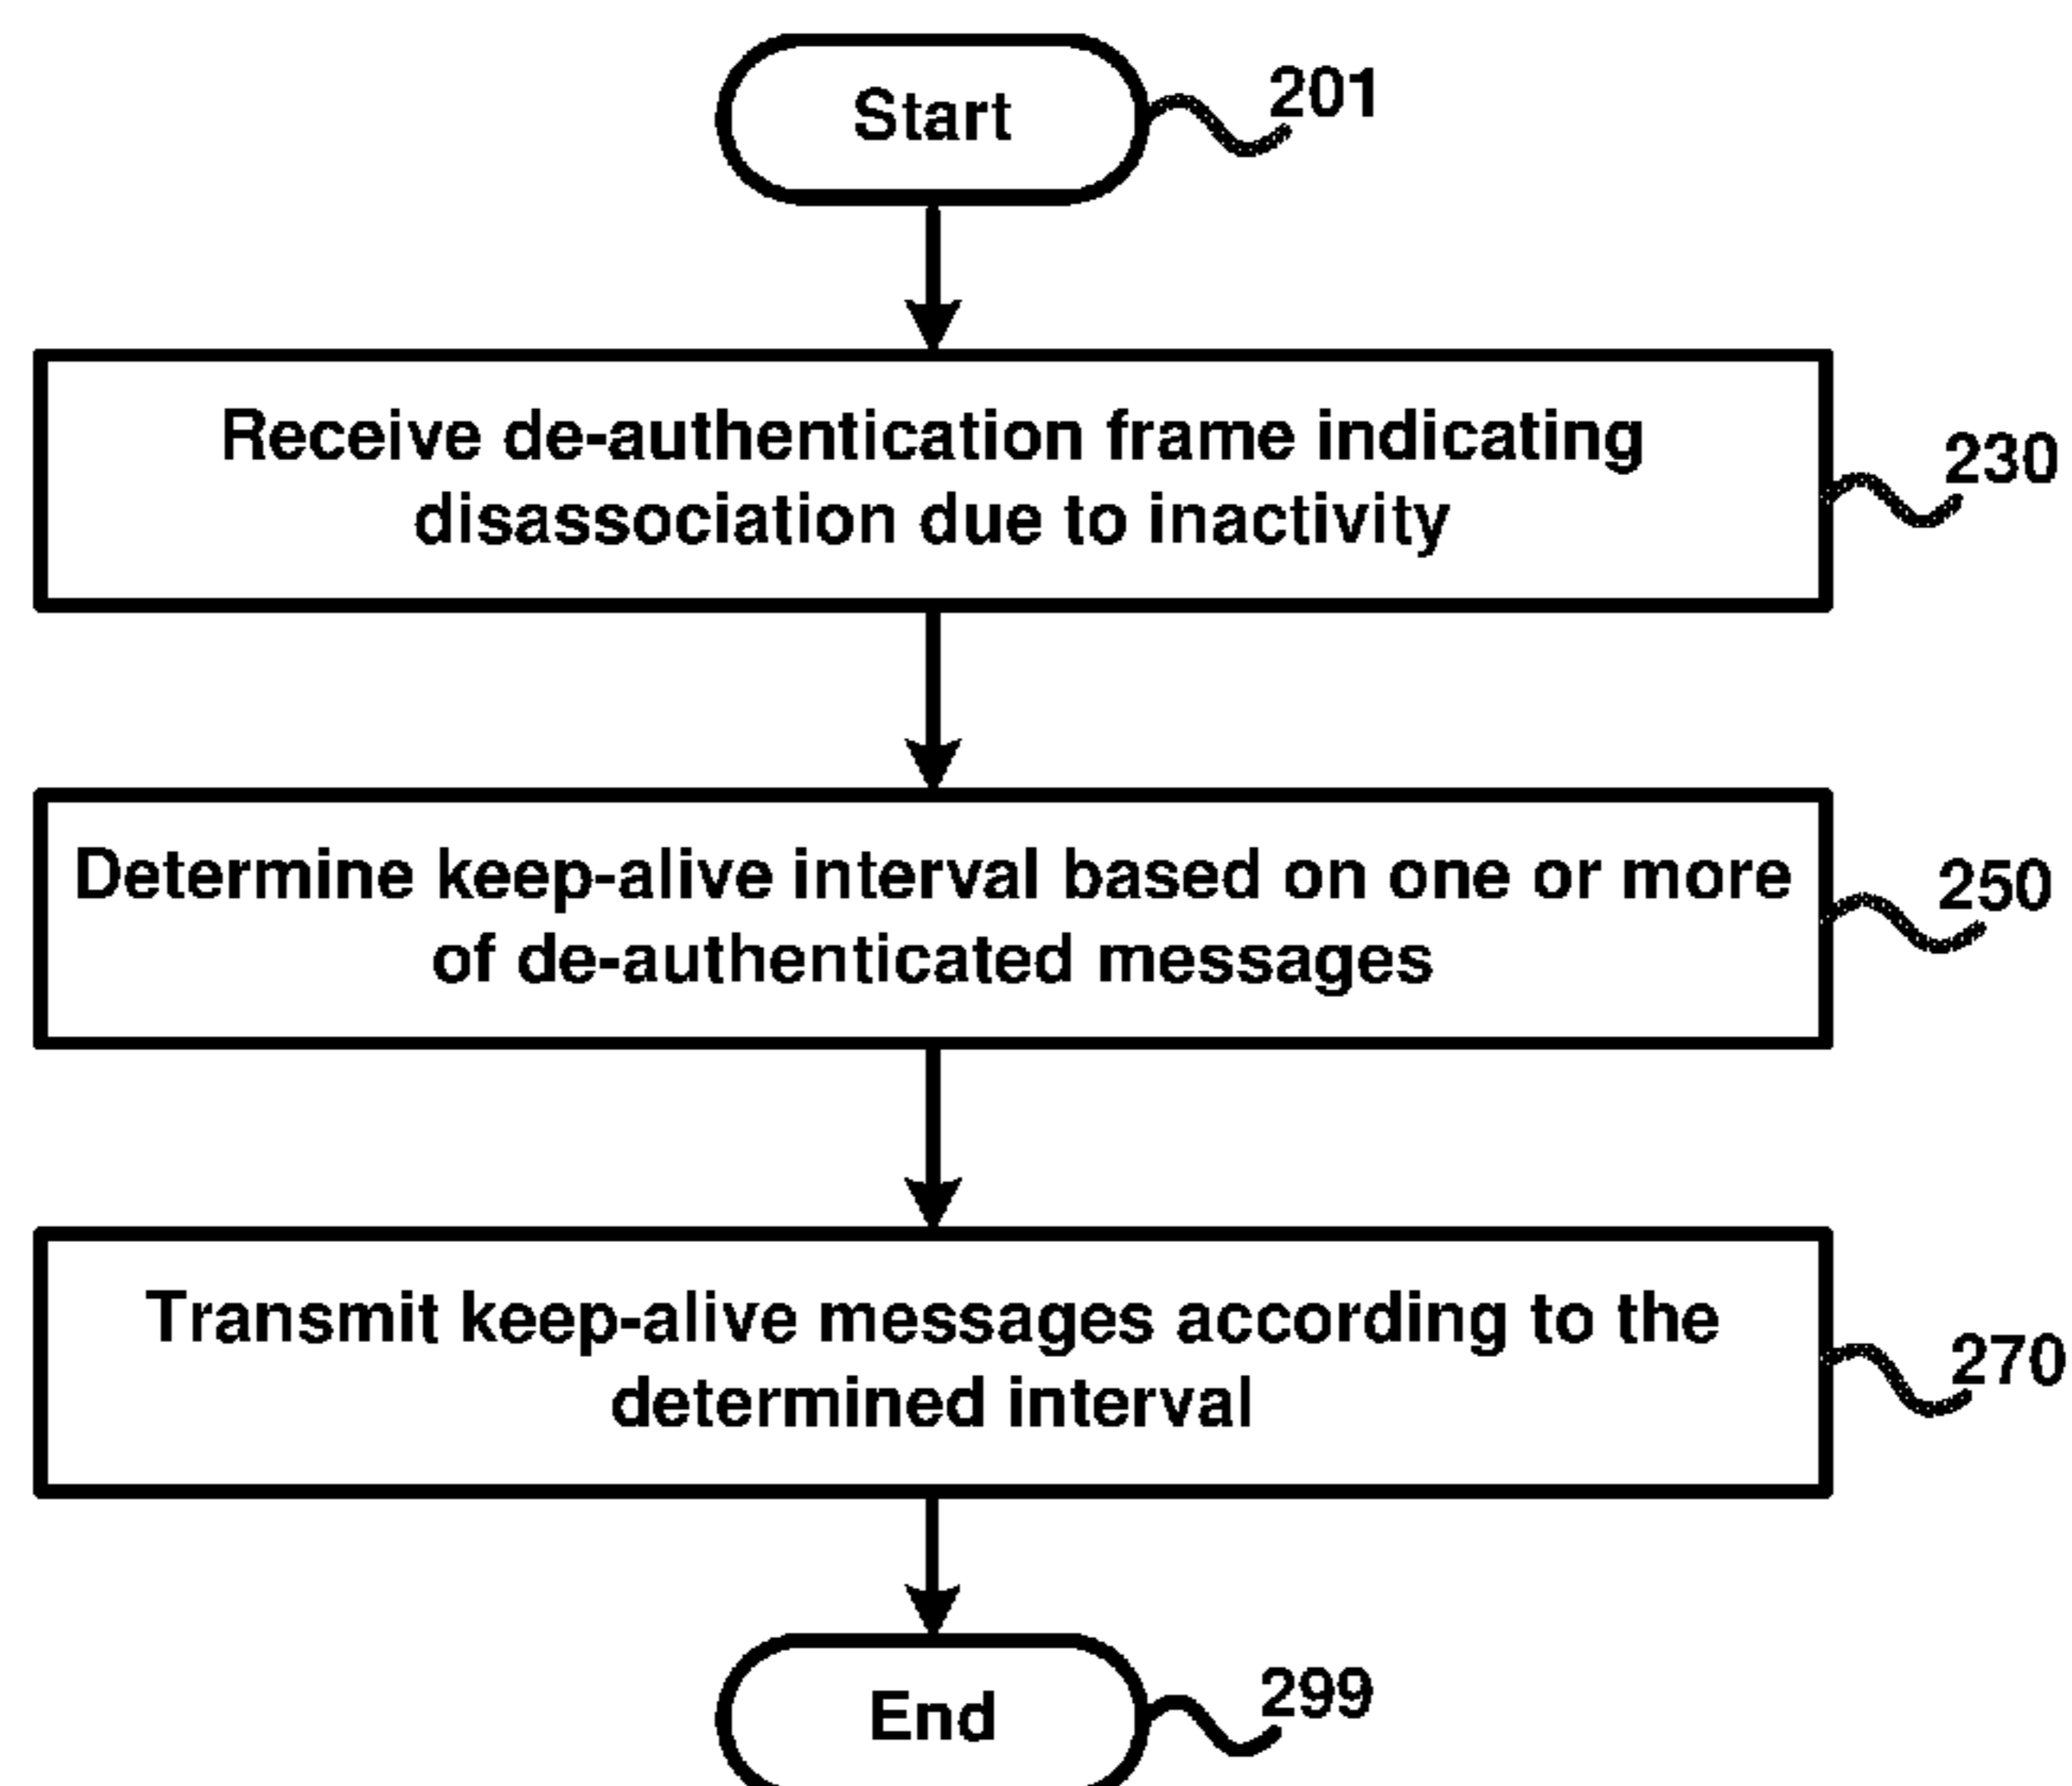 Start
201
Receive de-authentication frame indicating
disassociation due to inactivity
230
Determine keep-alive interval based on one or more
of de-authenticated messages
250
Transmit keep-alive messages according to the
determined interval
270
End
299